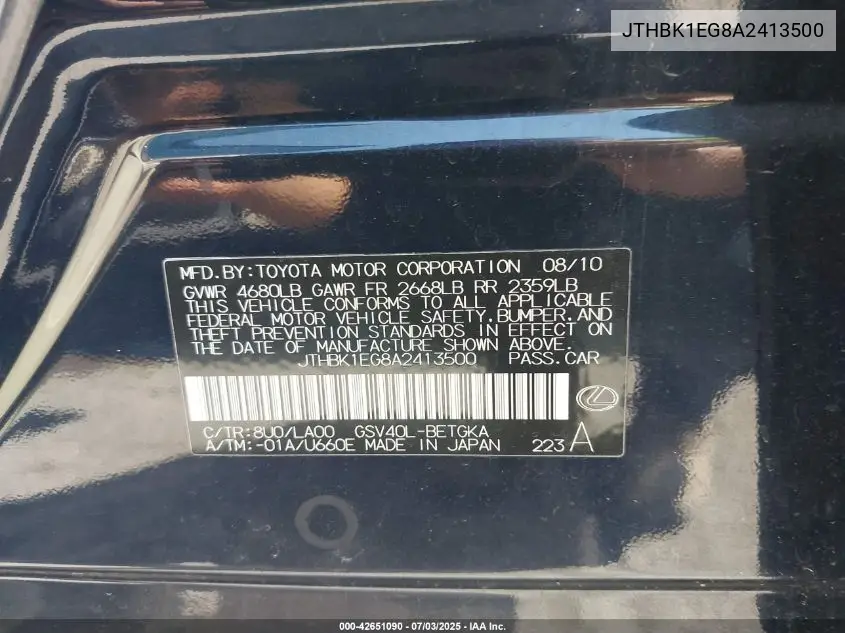 JTHBK1EG8A2413500
MFD.BY:TOYOTA MOTOR CORPORATION 08/10
GVWR 4680LB GAWR FR 2668LB RR 2359LB
THIS VEHICLE CONFORMS TO ALL APPLICABLE
FEDERAL MOTOR VEHICLE SAFETY,BUMPER,AND
THEFT PREVENTION STANDARDS IN EFFECT ON
THE DATE OF MANUFACTURE SHOWN ABOVE.
JTHBK1EG8A2413500 PASS.CAR
C/TR:8U0/LA00 GSV40L-BETGKA
A/TM:-01A/U660E MADE IN JAPAN 223 A
000-42651090 - 07/03/2025 - IAA Inc.